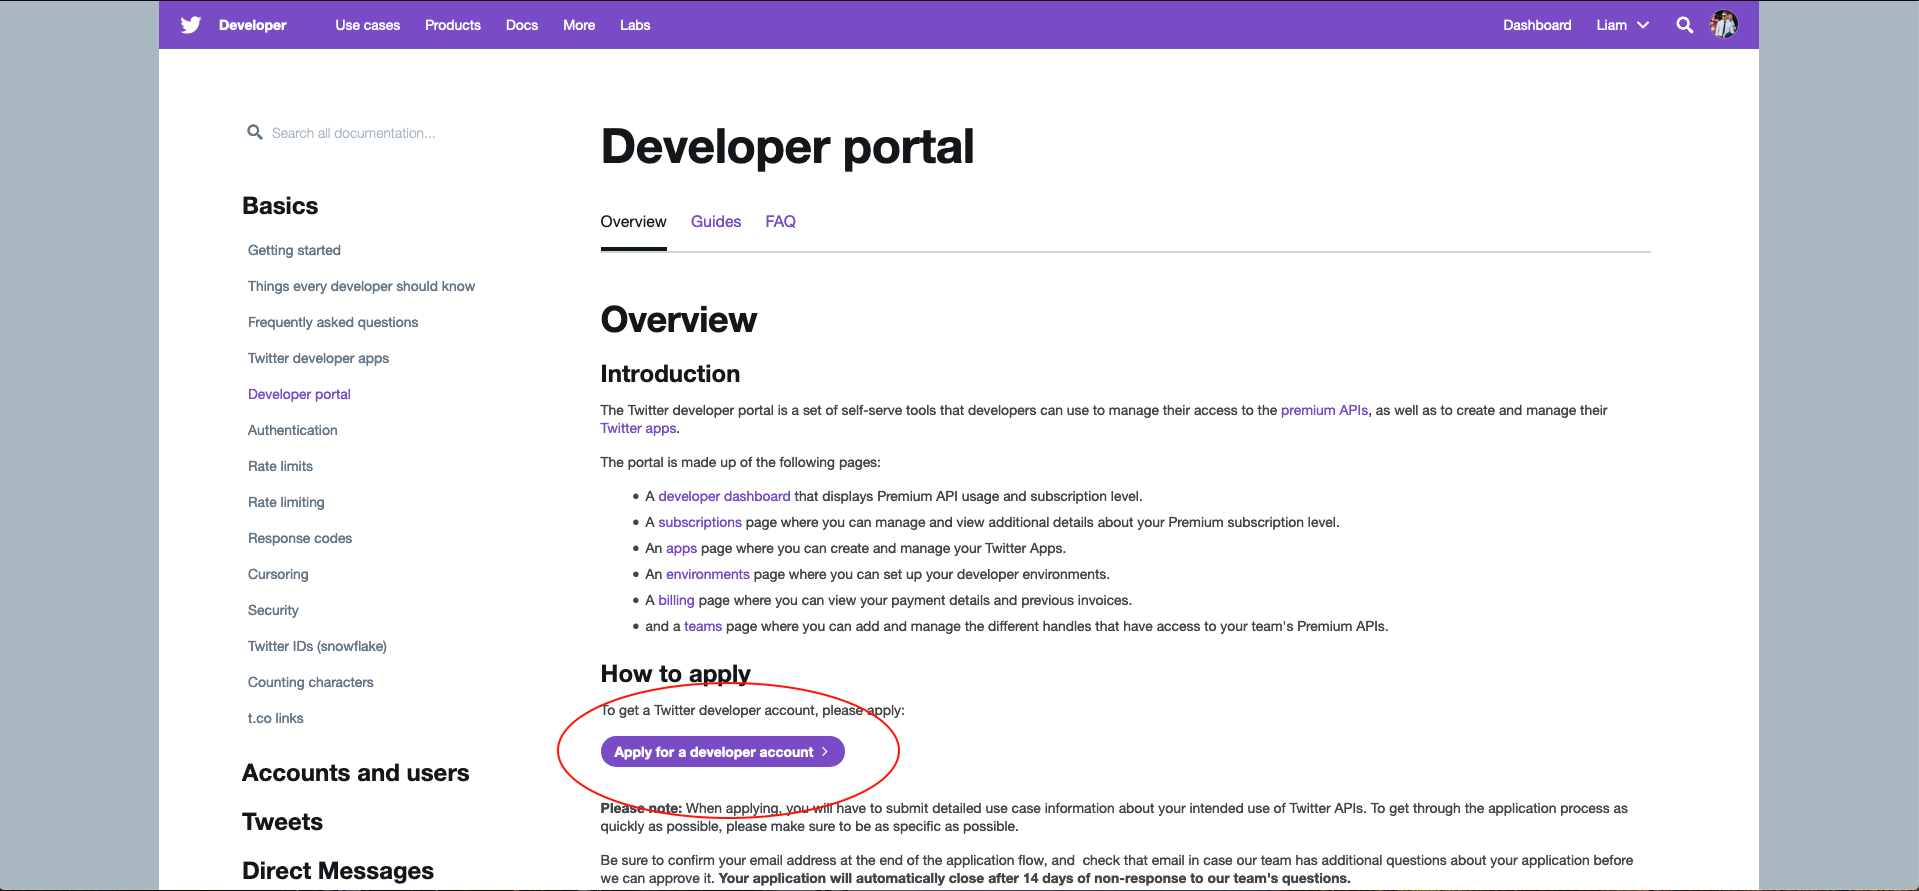 Developer
Use cases
Products
Docs
More
Labs
Dashboard
Liam
Search all documentation...
Basics
Getting started
Things every developer should know
Frequently asked questions
Twitter developer apps
Developer portal
Authentication
Rate limits
Rate limiting
Response codes
Cursoring
Security
Twitter IDs (snowflake)
Counting characters
t.co links
Accounts and users
Tweets
Direct Messages
Developer portal
Overview
Guides
FAQ
Overview
Introduction
The Twitter developer portal is a set of self-serve tools that developers can use to manage their access to the premium APIs, as well as to create and manage their
Twitter apps.
The portal is made up of the following pages:
• A developer dashboard that displays Premium API usage and subscription level.
• A subscriptions page where you can manage and view additional details about your Premium subscription level.
• An apps page where you can create and manage your Twitter Apps.
• An environments page where you can set up your developer environments.
• A billing page where you can view your payment details and previous invoices.
• and a teams page where you can add and manage the different handles that have access to your team's Premium APIs.
How to apply
To get a Twitter developer account, please apply:
Apply for a developer account >
Please note: When applying, you will have to submit detailed use case information about your intended use of Twitter APIs. To get through the application process as
quickly as possible, please make sure to be as specific as possible.
Be sure to confirm your email address at the end of the application flow, and  check that email in case our team has additional questions about your application before
we can approve it. Your application will automatically close after 14 days of non-response to our team's questions.